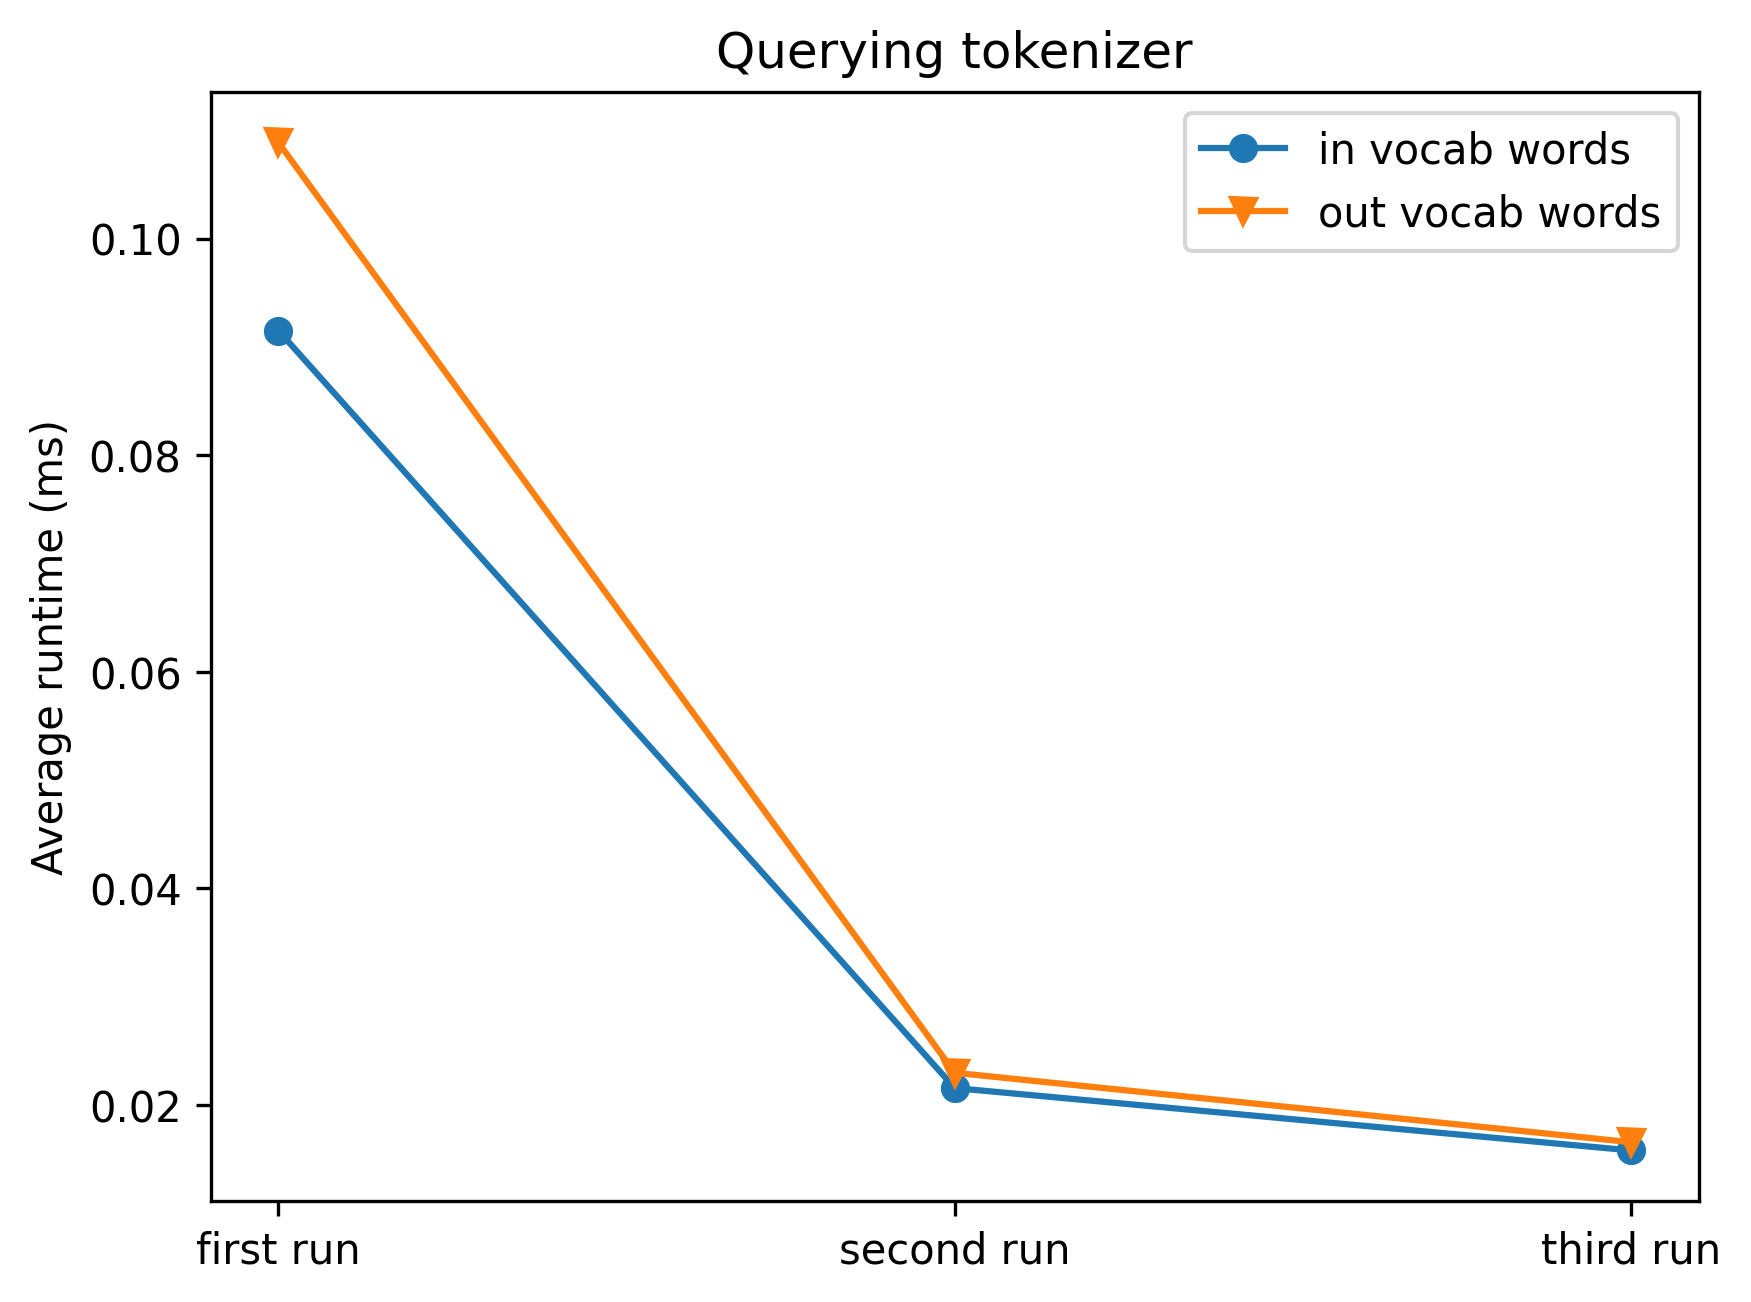 Querying tokenizer
in vocab words
out vocab words
Average runtime (ms)
0.10
0.08
0.06
0.04
0.02
first run
second run
third run